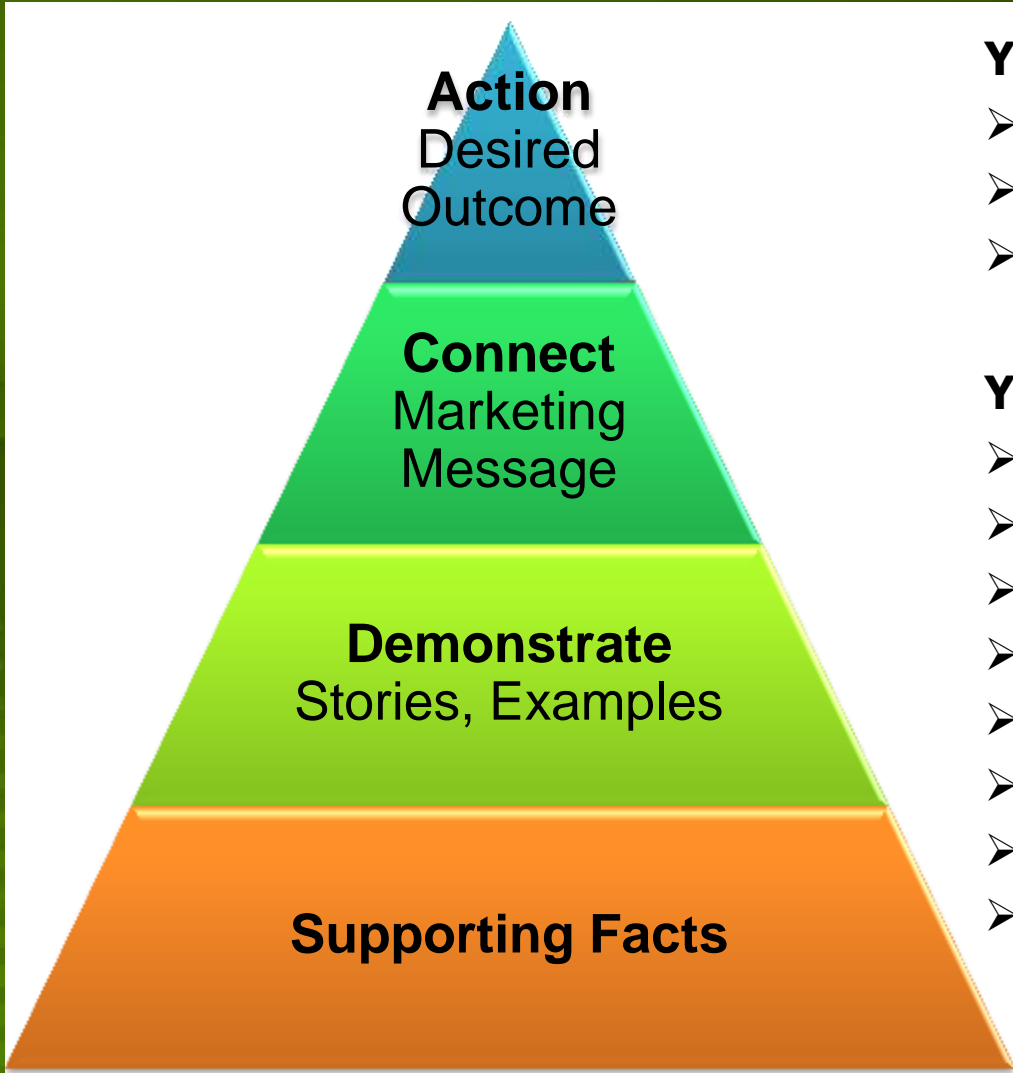 Action
Desired
Outcome
Connect
Marketing
Message
Demonstrate
Stories, Examples
Supporting Facts
Y
➢
➢
➢
Y
➢
➢
➢
➢
➢
➢
➢
➢